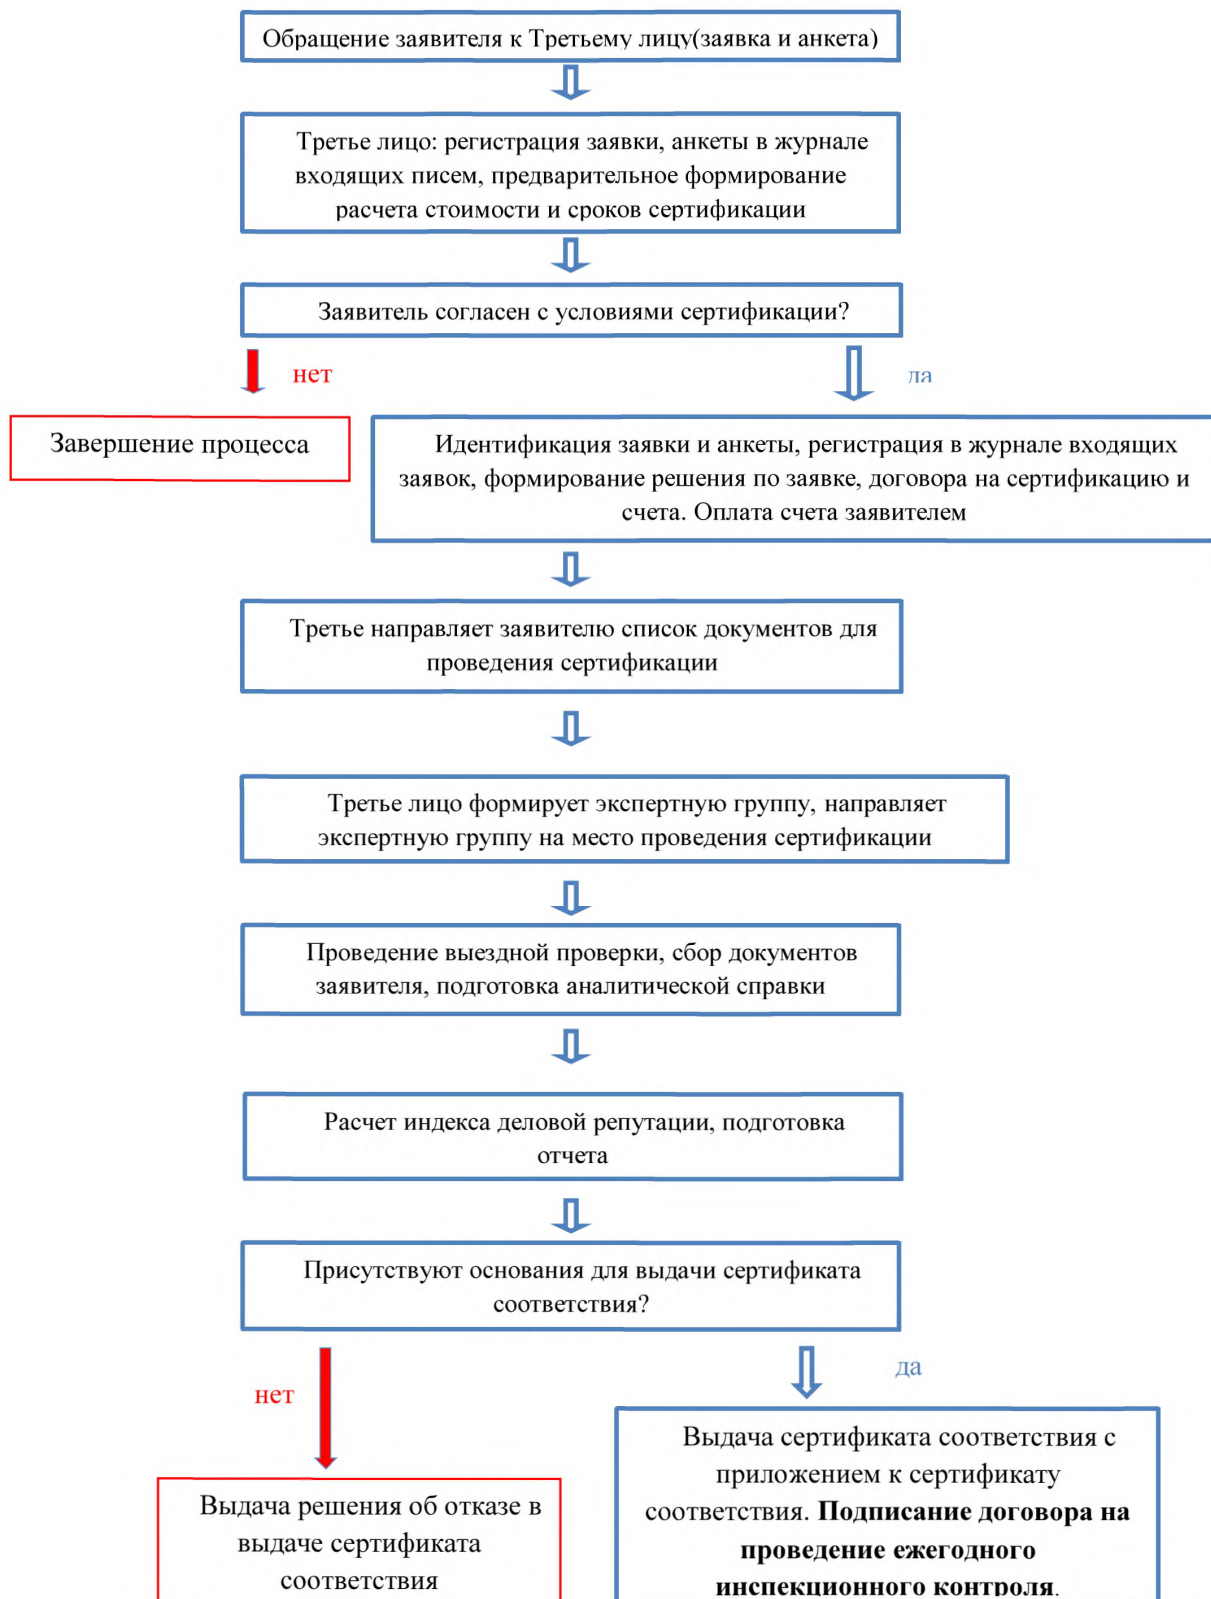 Обращение заявителя к Третьему лицу(заявка и анкета)
Третье лицо: регистрация заявки, анкеты в журнале
входящих писем, предварительное формирование
расчета стоимости и сроков сертификации
Заявитель согласен с условиями сертификации?
нет
да
Завершение процесса
Идентификация заявки и анкеты, регистрация в журнале входящих
заявок, формирование решения по заявке, договора на сертификацию и
счета. Оплата счета заявителем
Третье направляет заявителю список документов для
проведения сертификации
Третье лицо формирует экспертную группу, направляет
экспертную группу на место проведения сертификации
Проведение выездной проверки, сбор документов
заявителя, подготовка аналитической справки
Расчет индекса деловой репутации, подготовка
отчета
Присутствуют основания для выдачи сертификата
соответствия?
нет
да
Выдача решения об отказе в
выдаче сертификата
соответствия
Выдача сертификата соответствия с
приложением к сертификату
соответствия. Подписание договора на
проведение ежегодного
инспекционного контроля.